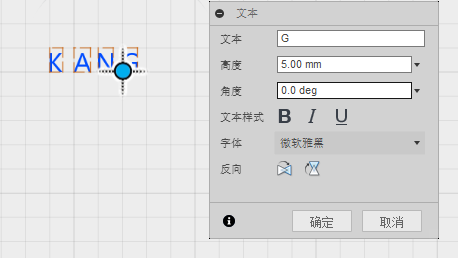 K A N G
文本
文本 G
高度 5.00 mm
角度 0.0 deg
文本样式 B I U
字体 微软雅黑
反向
确定 取消